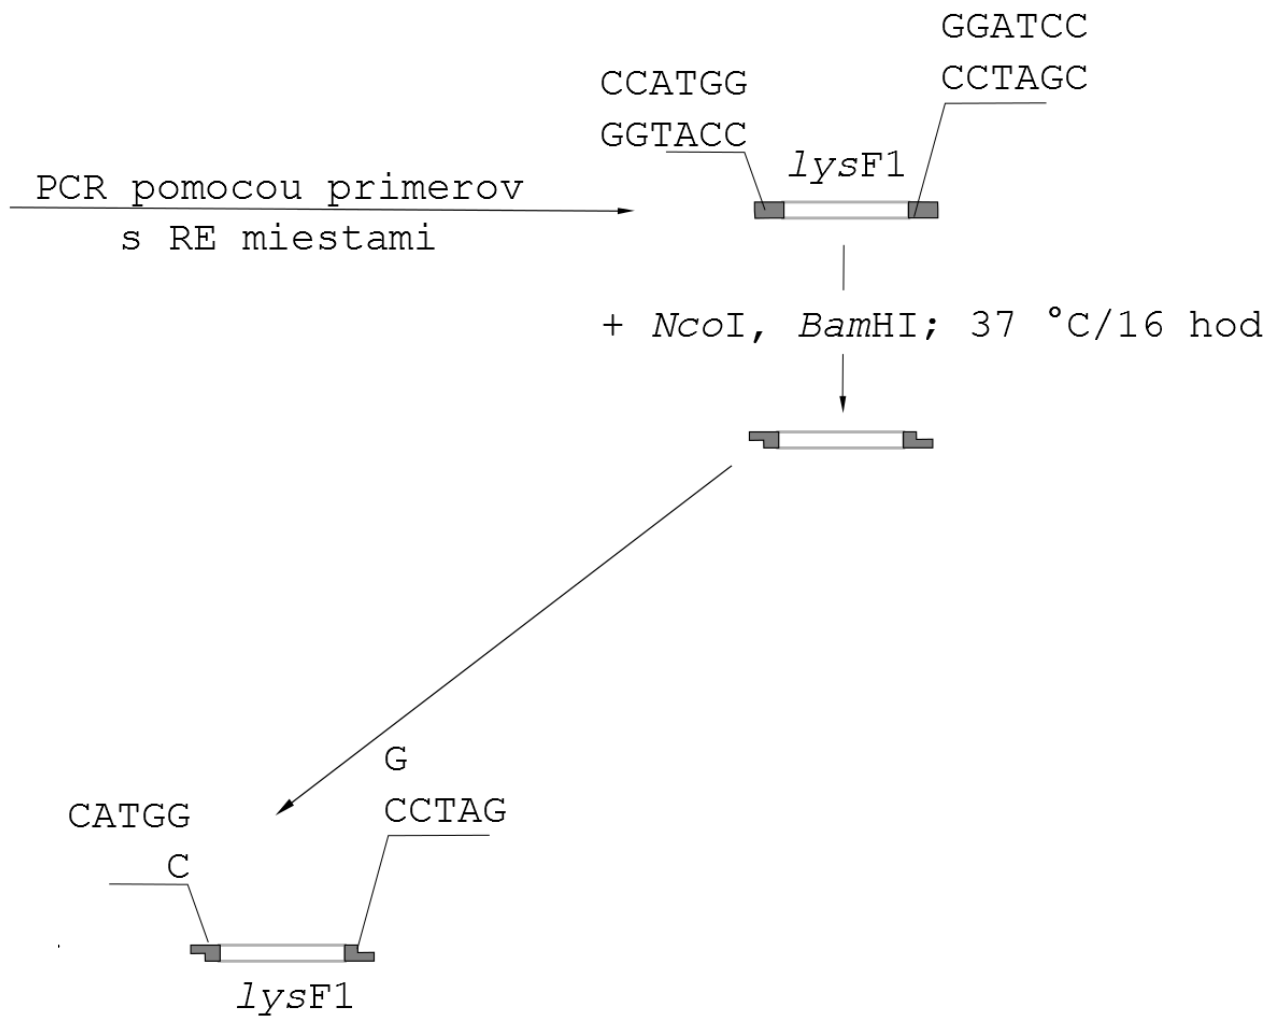 GGATCC
CCATGG
CCTAGC
GGTACC
lysF1
PCR pomocou primerov
s RE miestami
+ NcoI, BamHI; 37 °C/16 hod
G
CATGG
CCTAG
C
lysF1